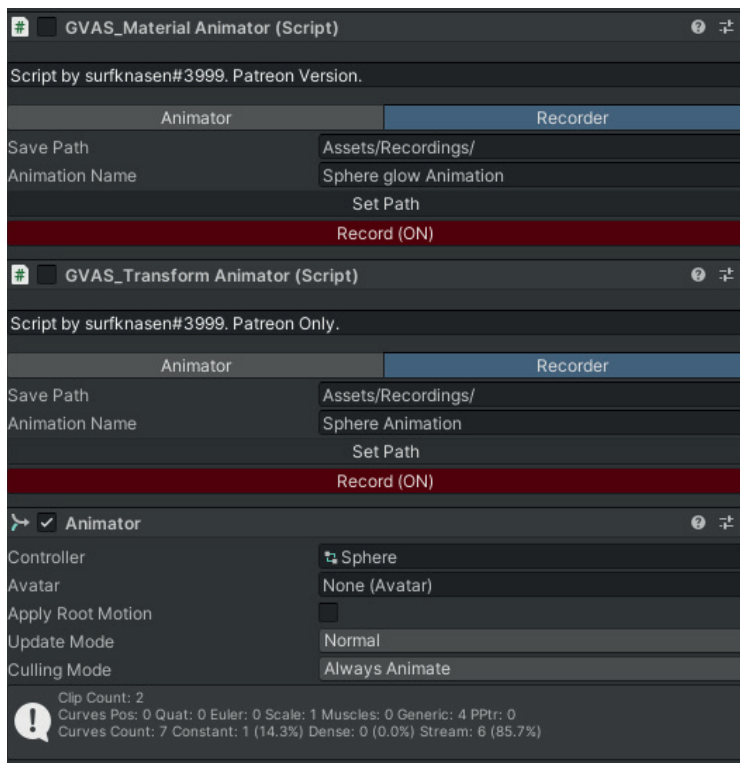 GVAS_Material Animator (Script)
Script by surfknasen#3999. Patreon Version.
Animator Recorder
Save Path Assets/Recordings/
Animation Name Sphere glow Animation
Set Path
Record (ON)
GVAS_Transform Animator (Script)
Script by surfknasen#3999. Patreon Only.
Animator Recorder
Save Path Assets/Recordings/
Animation Name Sphere Animation
Set Path
Record (ON)
Animator
Controller Sphere
Avatar None (Avatar)
Apply Root Motion
Update Mode Normal
Culling Mode Always Animate
Clip Count: 2
Curves Pos: 0 Quat: 0 Euler: 0 Scale: 1 Muscles: 0 Generic: 4 PPtr: 0
Curves Count: 7 Constant: 1 (14.3%) Dense: 0 (0.0%) Stream: 6 (85.7%)